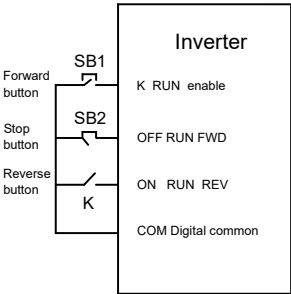 Inverter
SB1
Forward
button
K RUN enable
SB2
Stop
button
OFF RUN FWD
Reverse
button
ON RUN REV
K
COM Digital common